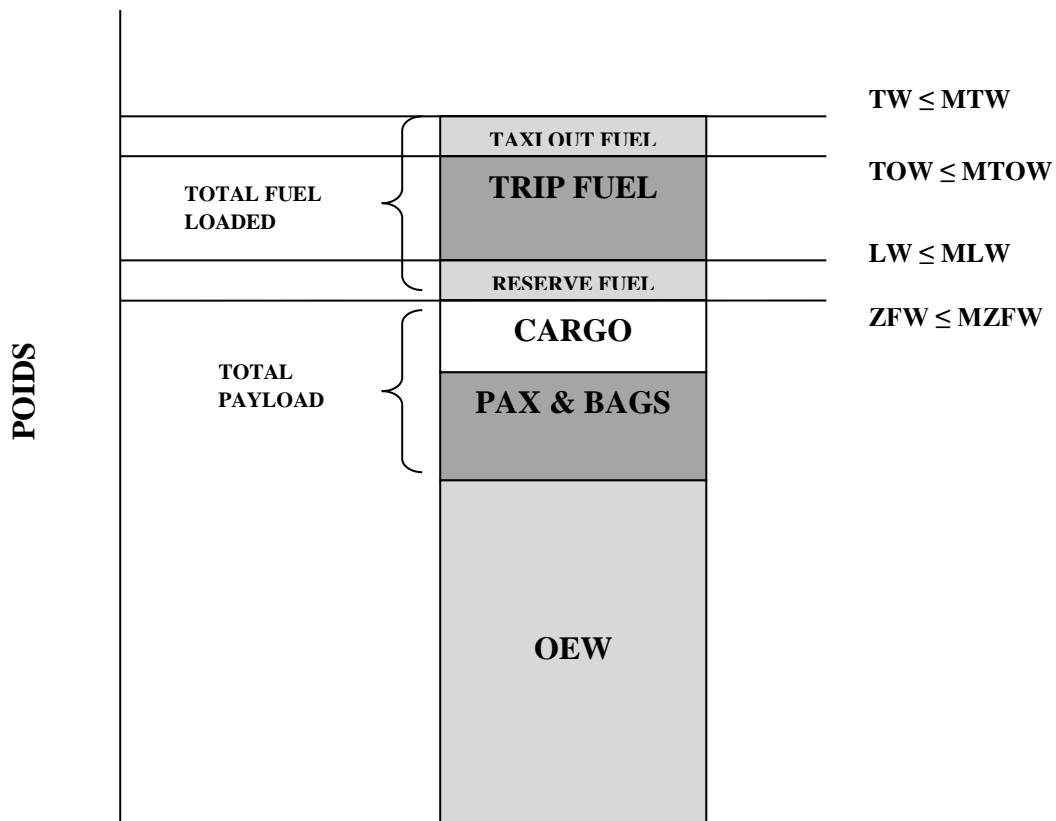 TW ≤ MTW
TAXI OUT FUEL
TOW ≤ MTOW
TRIP FUEL
TOTAL FUEL
LOADED
LW ≤ MLW
RESERVE FUEL
ZFW ≤ MZFW
CARGO
TOTAL
PAYLOAD
PAX & BAGS
POIDS
OEW